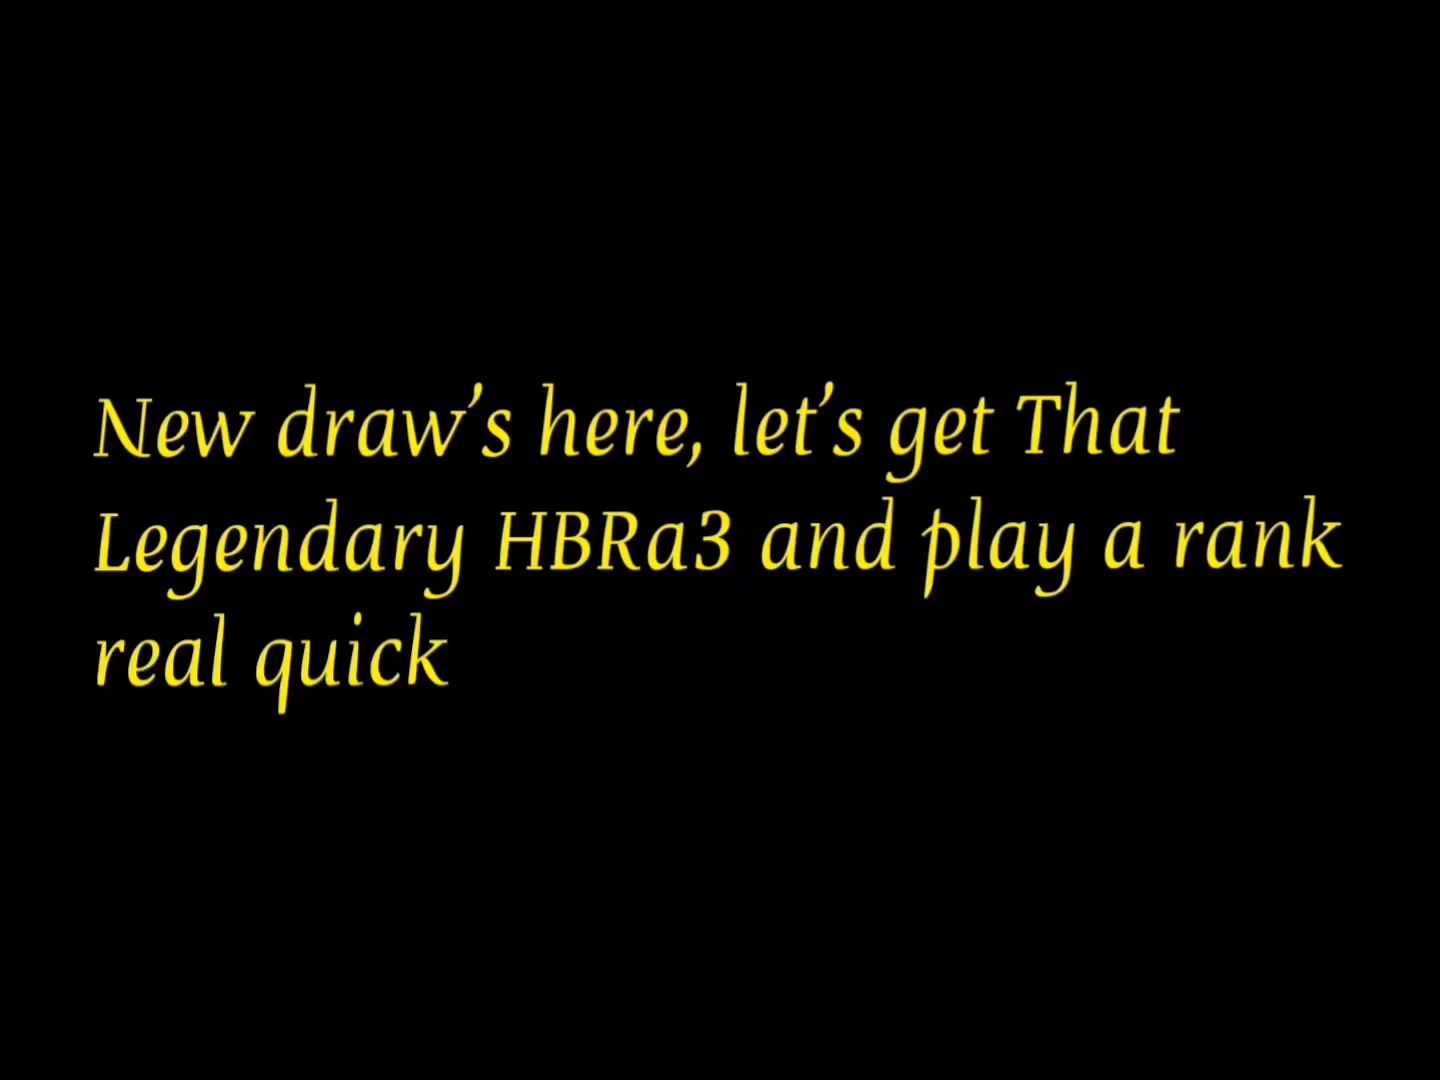 New draw’s here, let’s get That
Legendary HBRa3 and play a rank
real quick